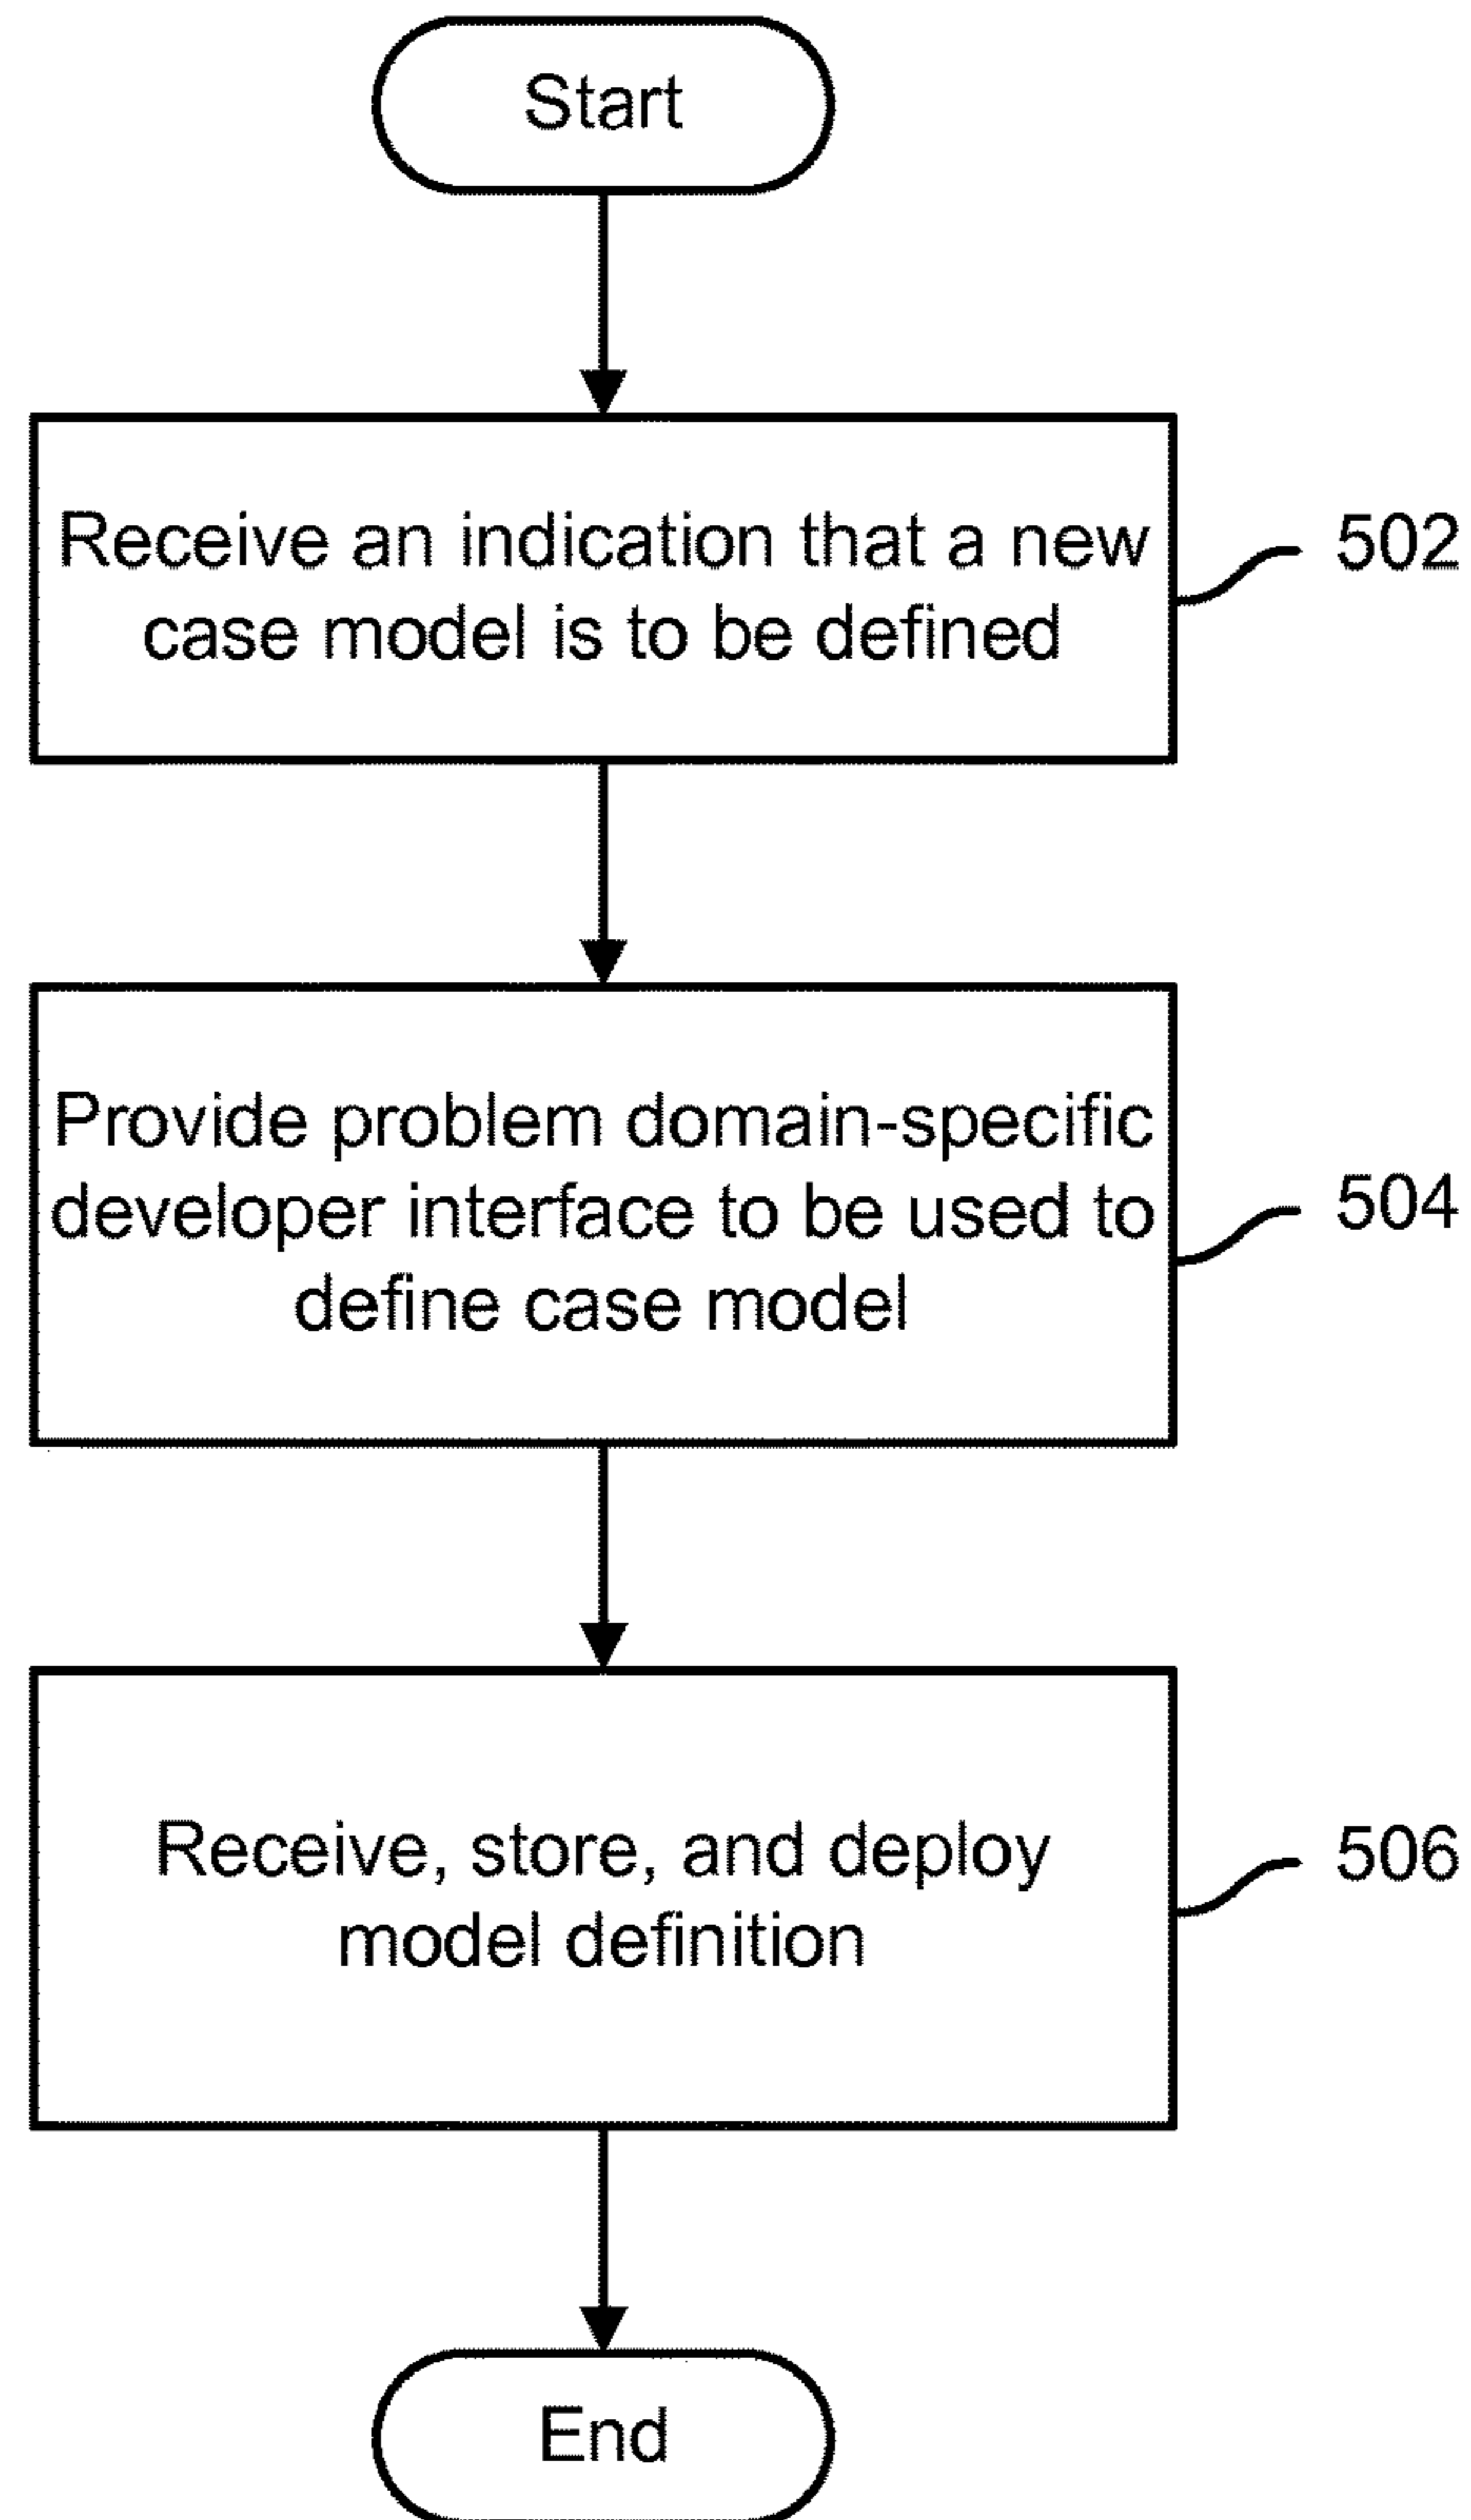 Start
Receive an indication that a new
case model is to be defined
502
Provide problem domain-specific
developer interface to be used to
define case model
504
Receive, store, and deploy
model definition
506
End